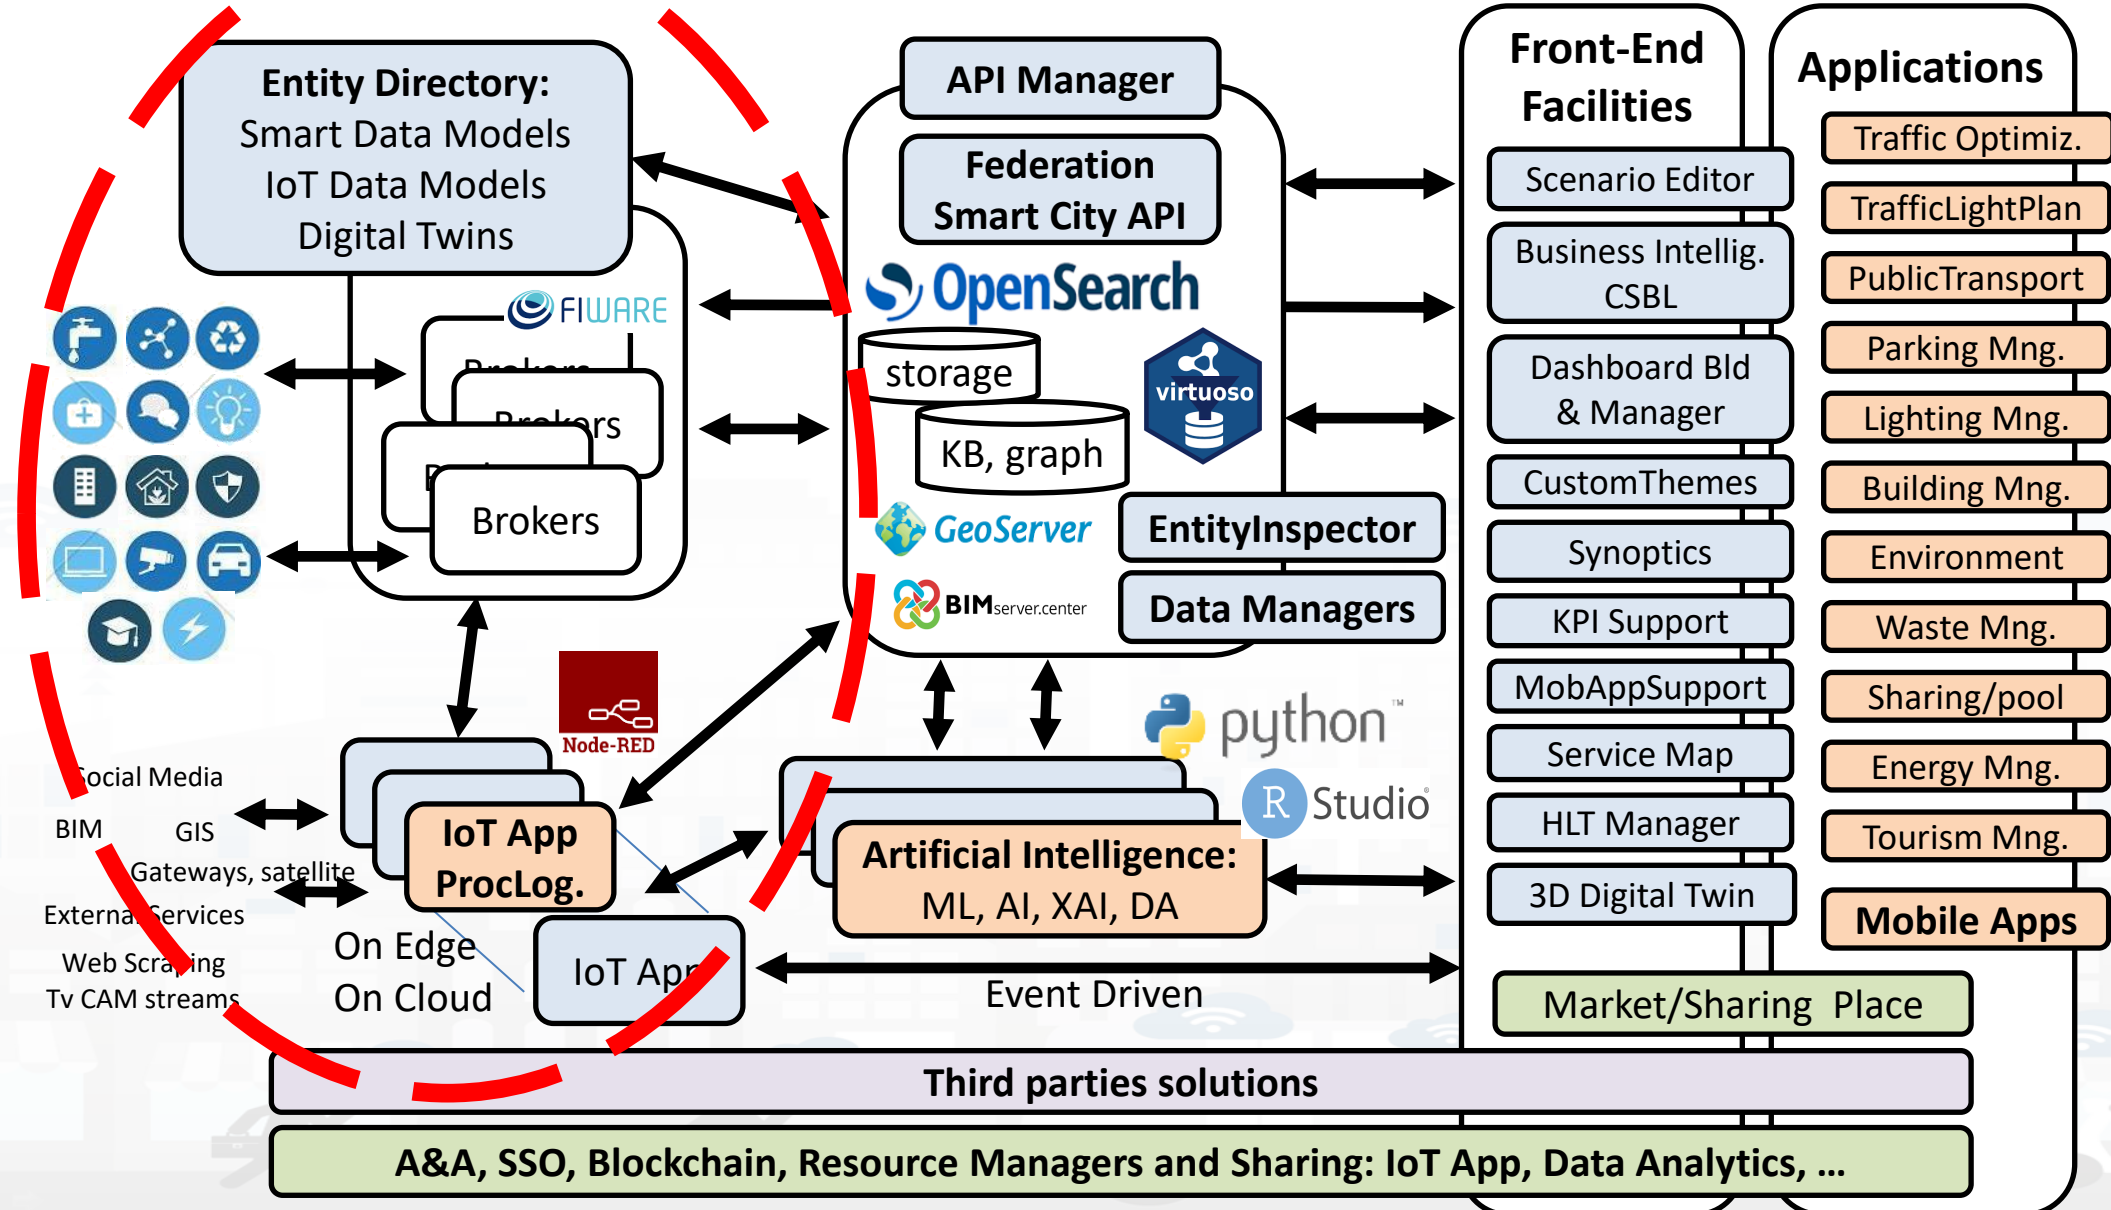 Entity Directory:
Smart Data Models
IoT Data Models
Digital Twins
FIWARE
Brokers
Brokers
Brokers
Social Media
BIM
GIS
Gateways, satellite
External Services
Web Scraping
Tv CAM streams
Node-RED
IoT App
ProcLog.
On Edge
On Cloud
IoT App
API Manager
Federation
Smart City API
OpenSearch
storage
virtuoso
KB, graph
GeoServer
EntityInspector
BIMserver.center
Data Managers
python™
R Studio
Artificial Intelligence:
ML, AI, XAI, DA
Event Driven
Front-End
Facilities
Scenario Editor
Business Intellig.
CSBL
Dashboard Bld
& Manager
CustomThemes
Synoptics
KPI Support
MobAppSupport
Service Map
HLT Manager
3D Digital Twin
Applications
Traffic Optimiz.
TrafficLightPlan
PublicTransport
Parking Mng.
Lighting Mng.
Building Mng.
Environment
Waste Mng.
Sharing/pool
Energy Mng.
Tourism Mng.
Mobile Apps
Market/Sharing Place
Third parties solutions
A&A, SSO, Blockchain, Resource Managers and Sharing: IoT App, Data Analytics, ...